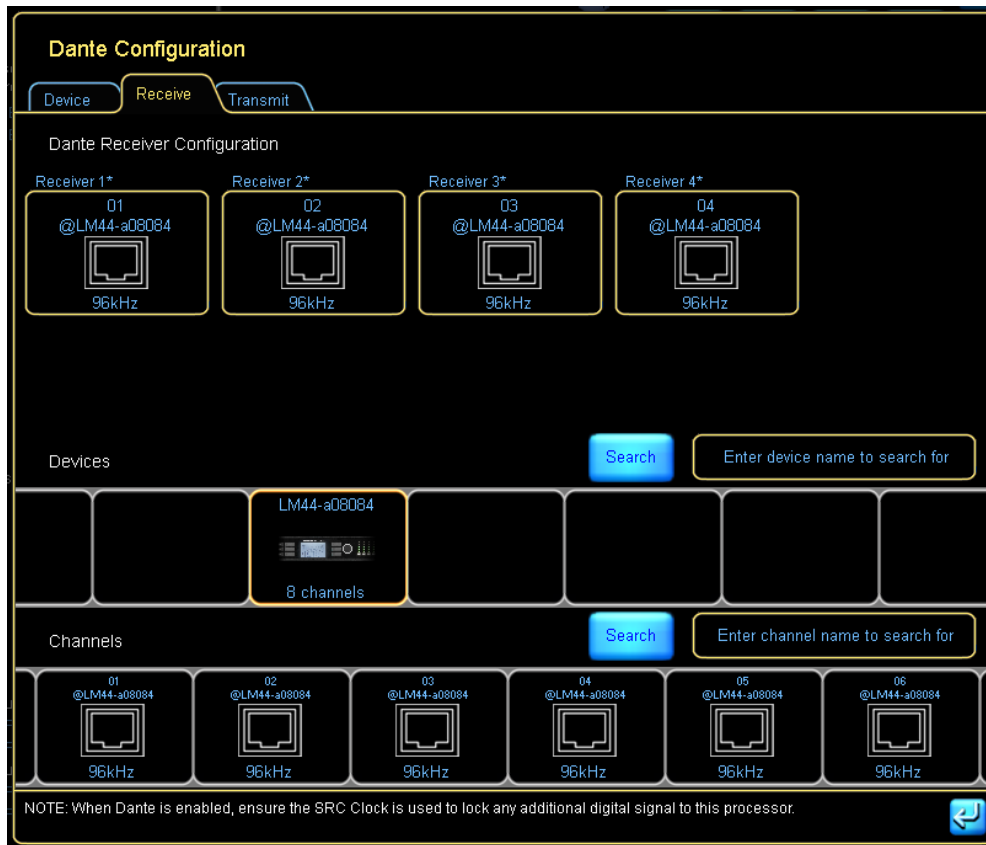 Dante Configuration
Device Receive Transmit
Dante Receiver Configuration
Receiver 1* Receiver 2* Receiver 3* Receiver 4*
01 02 03 04
@LM44-a08084 @LM44-a08084 @LM44-a08084 @LM44-a08084
96kHz 96kHz 96kHz 96kHz
Devices Search Enter device name to search for
LM44-a08084
8 channels
Channels Search Enter channel name to search for
01 02 03 04 05 06
@LM44-a08084 @LM44-a08084 @LM44-a08084 @LM44-a08084 @LM44-a08084 @LM44-a08084
96kHz 96kHz 96kHz 96kHz 96kHz 96kHz
NOTE: When Dante is enabled, ensure the SRC Clock is used to lock any additional digital signal to this processor.